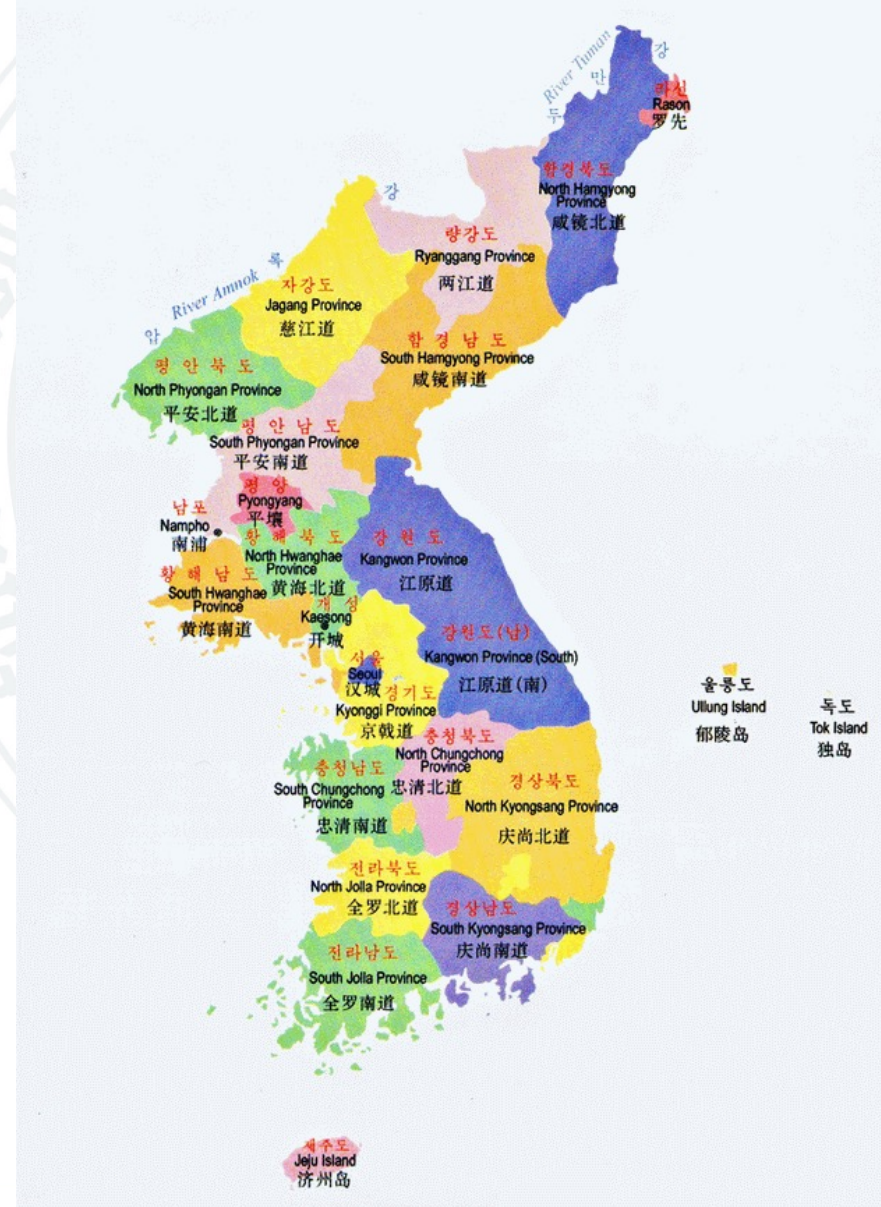 River Tuman
두 만 강
라선
Rason
罗先
함경북도
North Hamgyong
Province
咸镜北道
량강도
Ryanggang Province
两江道
River Amnok
압 록 강
자강도
Jagang Province
慈江道
함경남도
South Hamgyong Province
咸镜南道
평안북도
North Phyongan Province
平安北道
평안남도
South Phyongan Province
平安南道
평양
Pyongyang
平壤
남포
Nampho
南浦
황해북도
North Hwanghae
Province
黄海北道
강원도
Kangwon Province
江原道
황해남도
South Hwanghae
Province
黄海南道
개성
Kaesong
开城
강원도(남)
Kangwon Province (South)
江原道(南)
서울
Seoul
汉城
경기도
Kyonggi Province
京戟道
울릉도
Ullung Island
郁陵岛
독도
Tok Island
独岛
충청북도
North Chungchong
Province
忠清北道
충청남도
South Chungchong
Province
忠清南道
경상북도
North Kyongsang Province
庆尚北道
전라북도
North Jolla Province
全罗北道
경상남도
South Kyongsang Province
庆尚南道
전라남도
South Jolla Province
全罗南道
제주도
Jeju Island
济州岛